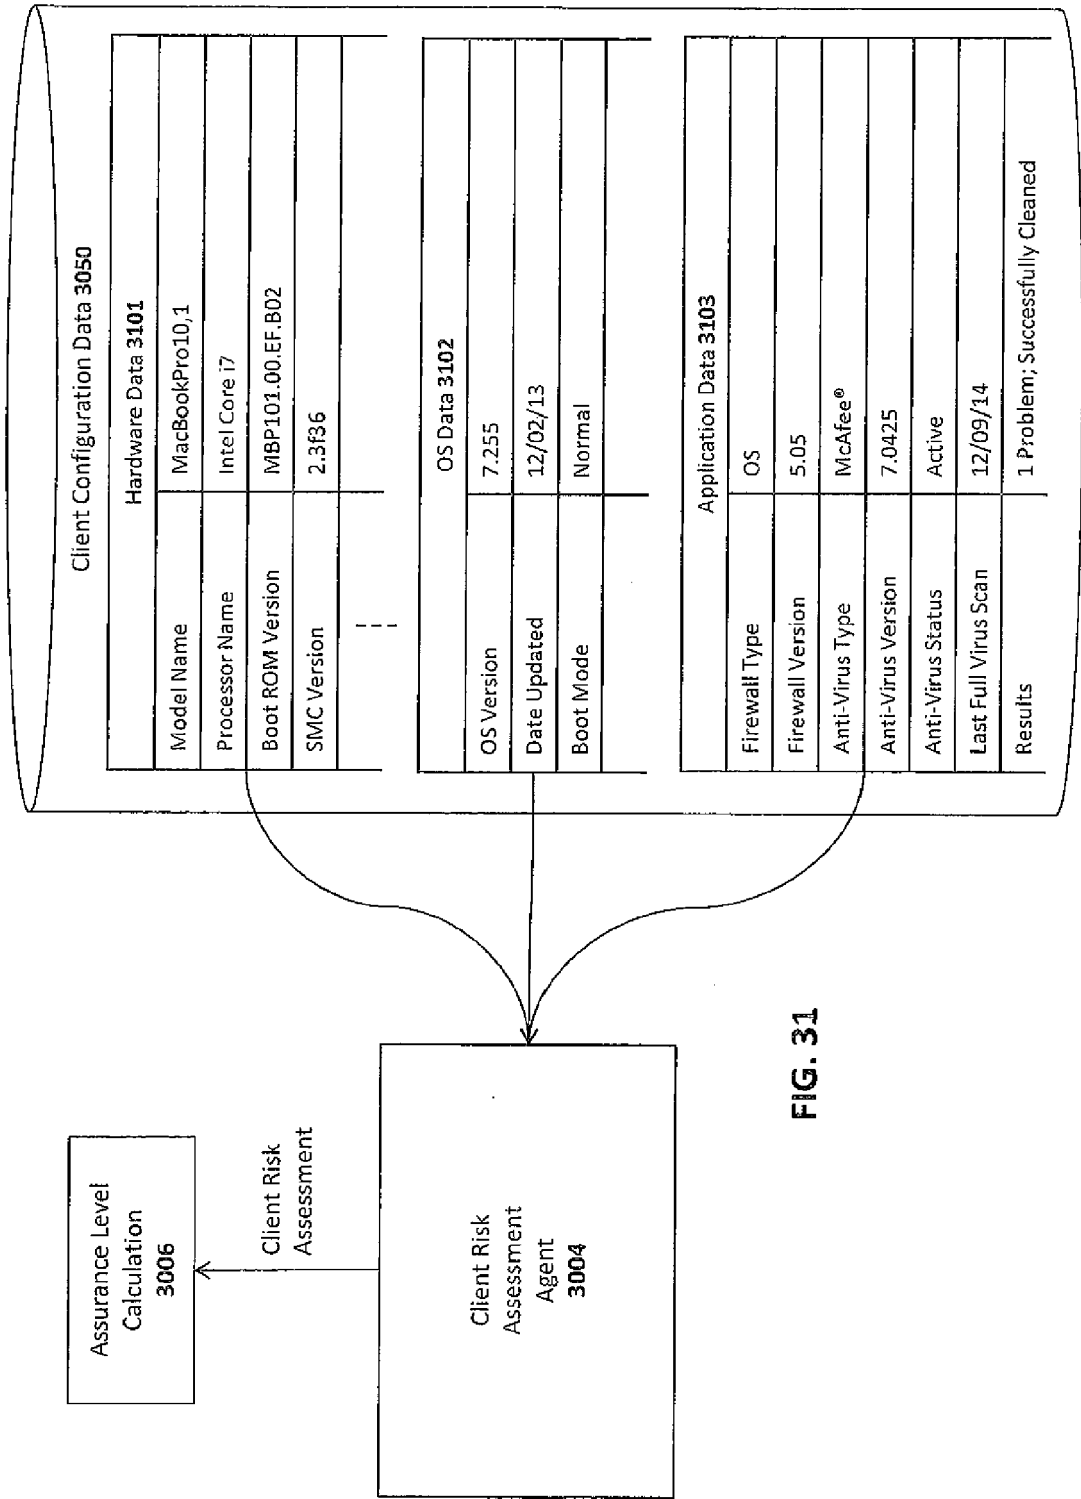 Client Configuration Data 3050
Hardware Data 3101
Model Name MacBookPro10,1
Processor Name Intel Core i7
Boot ROM Version MBP101.00.EF.B02
SMC Version 2.3f36
OS Data 3102
OS Version 7.255
Date Updated 12/02/13
Boot Mode Normal
Application Data 3103
Firewall Type OS
Firewall Version 5.05
Anti-Virus Type McAfee®
Anti-Virus Version 7.0425
Anti-Virus Status Active
Last Full Virus Scan 12/09/14
Results 1 Problem; Successfully Cleaned
Assurance Level
Calculation
3006
Client Risk
Assessment
Client Risk
Assessment
Agent
3004
FIG. 31